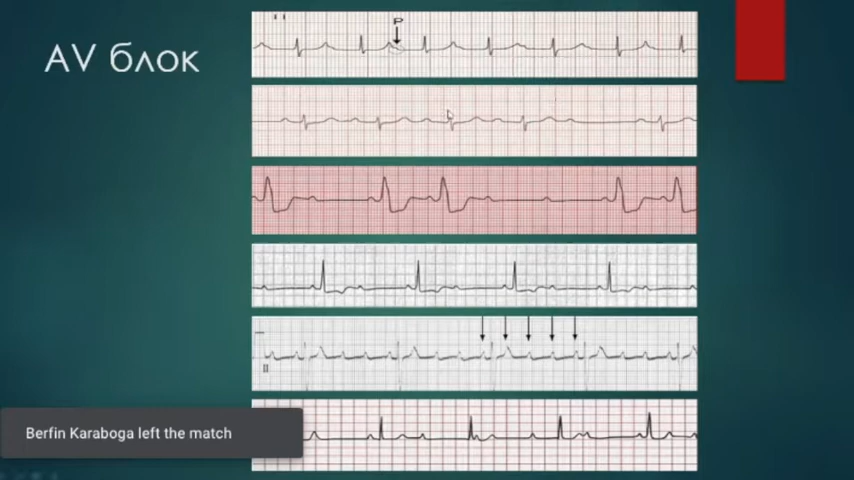 AV блок
P
II
Berfin Karaboga left the match